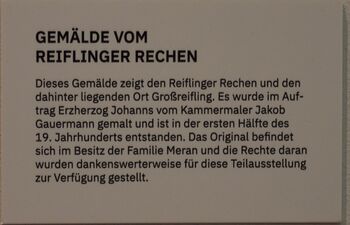 GEMÄLDE VOM
REIFLINGER RECHEN
Dieses Gemälde zeigt den Reiflinger Rechen und den
dahinter liegenden Ort Großreifling. Es wurde im Auf-
trag Erzherzog Johanns vom Kammermaler Jakob
Gauermann gemalt und ist in der ersten Hälfte des
19. Jahrhunderts entstanden. Das Original befindet
sich im Besitz der Familie Meran und die Rechte daran
wurden dankenswerterweise für diese Teilausstellung
zur Verfügung gestellt.